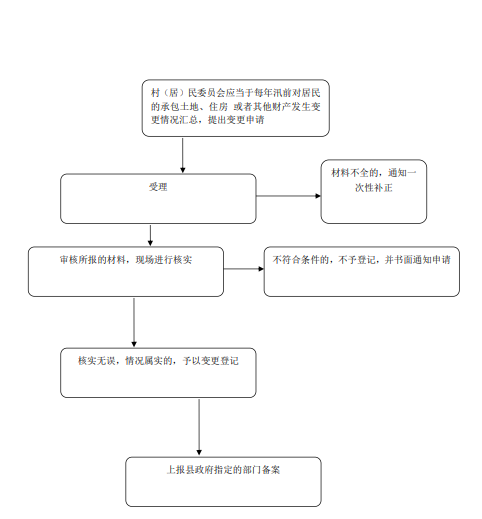 村（居）民委员会应当于每年汛前对居民
的承包土地、住房 或者其他财产发生变
更情况汇总，提出变更申请
材料不全的，通知一
次性补正
受理
审核所报的材料，现场进行核实
不符合条件的，不予登记，并书面通知申请
核实无误，情况属实的，予以变更登记
上报县政府指定的部门备案